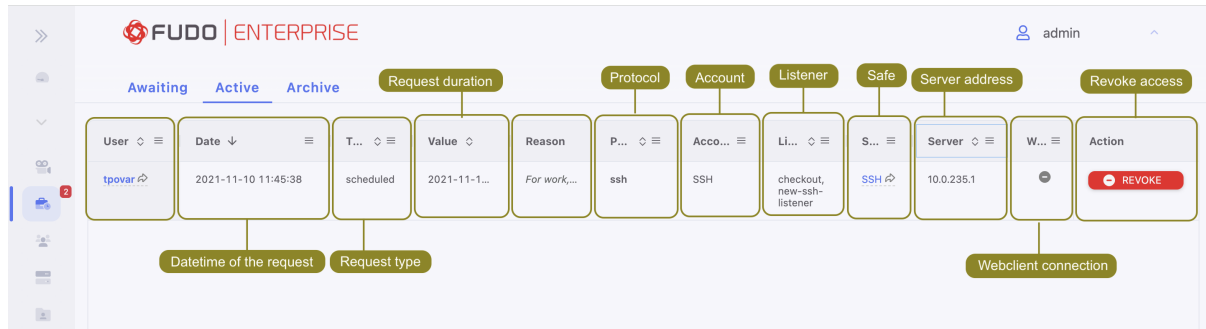 FUDO ENTERPRISE
admin
Awaiting Active Archive
Request duration
Protocol
Account
Listener
Safe
Server address
Revoke access
User Date T... Value Reason P... Acco... Li... S... Server W... Action
2
tpovar 2021-11-10 11:45:38 scheduled 2021-11-1... For work,... ssh SSH checkout, SSH 10.0.235.1 REVOKE
new-ssh-
listener
Datetime of the request
Request type
Webclient connection